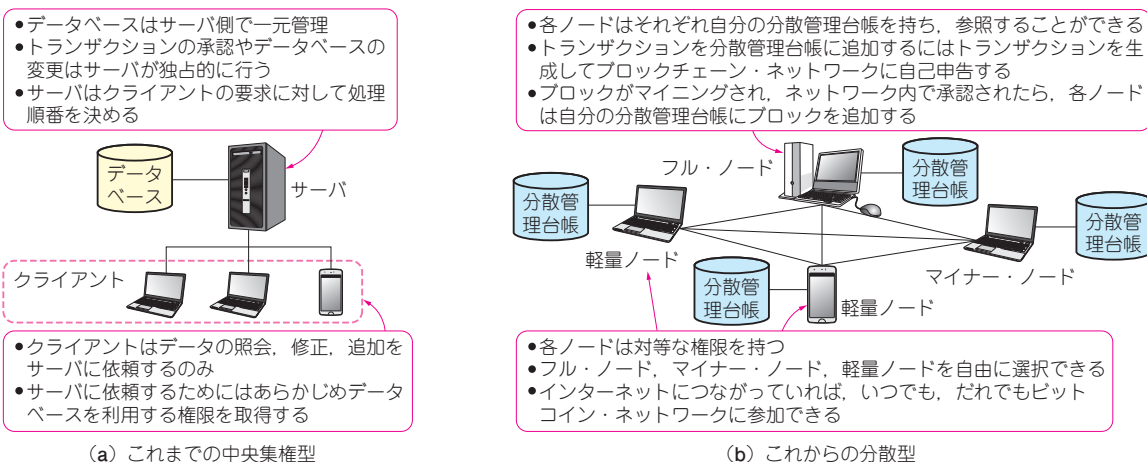 ●データベースはサーバ側で一元管理
●トランザクションの承認やデータベースの
変更はサーバが独占的に行う
●サーバはクライアントの要求に対して処理
順番を決める
データ
ベース
サーバ
クライアント
●クライアントはデータの照会，修正，追加を
サーバに依頼するのみ
●サーバに依頼するためにはあらかじめデータ
ベースを利用する権限を取得する
（a）これまでの中央集権型
●各ノードはそれぞれ自分の分散管理台帳を持ち，参照することができる
●トランザクションを分散管理台帳に追加するにはトランザクションを生
成してブロックチェーン・ネットワークに自己申告する
●ブロックがマイニングされ，ネットワーク内で承認されたら，各ノード
は自分の分散管理台帳にブロックを追加する
フル・ノード
分散管
理台帳
分散管
理台帳
軽量ノード
分散管
理台帳
マイナー・ノード
分散管
理台帳
軽量ノード
●各ノードは対等な権限を持つ
●フル・ノード，マイナー・ノード，軽量ノードを自由に選択できる
●インターネットにつながっていれば，いつでも，だれでもビット
コイン・ネットワークに参加できる
（b）これからの分散型